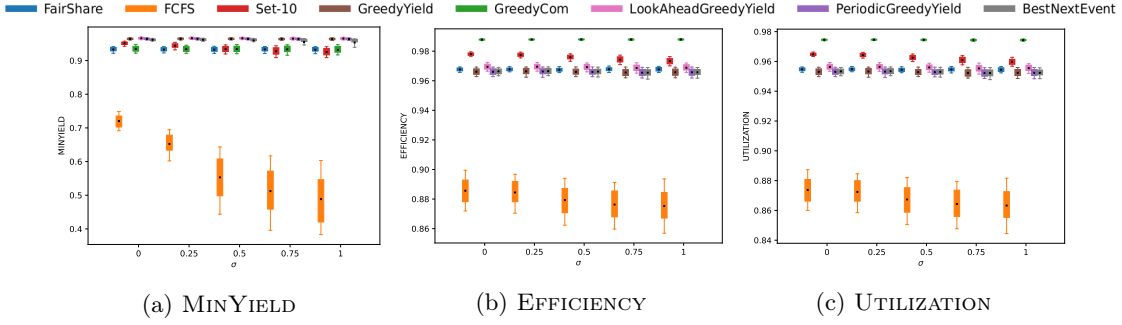 FairShare FCFS Set-10 GreedyYield GreedyCom LookAheadGreedyYield PeriodicGreedyYield BestNextEvent
MINYIELD
0.9
0.8
0.7
0.6
0.5
0.4
0 0.25 0.5 0.75 1
σ
(a) MINYIELD
EFFICIENCY
0.98
0.96
0.94
0.92
0.90
0.88
0.86
0 0.25 0.5 0.75 1
σ
(b) EFFICIENCY
UTILIZATION
0.98
0.96
0.94
0.92
0.90
0.88
0.86
0.84
0 0.25 0.5 0.75 1
σ
(c) UTILIZATION